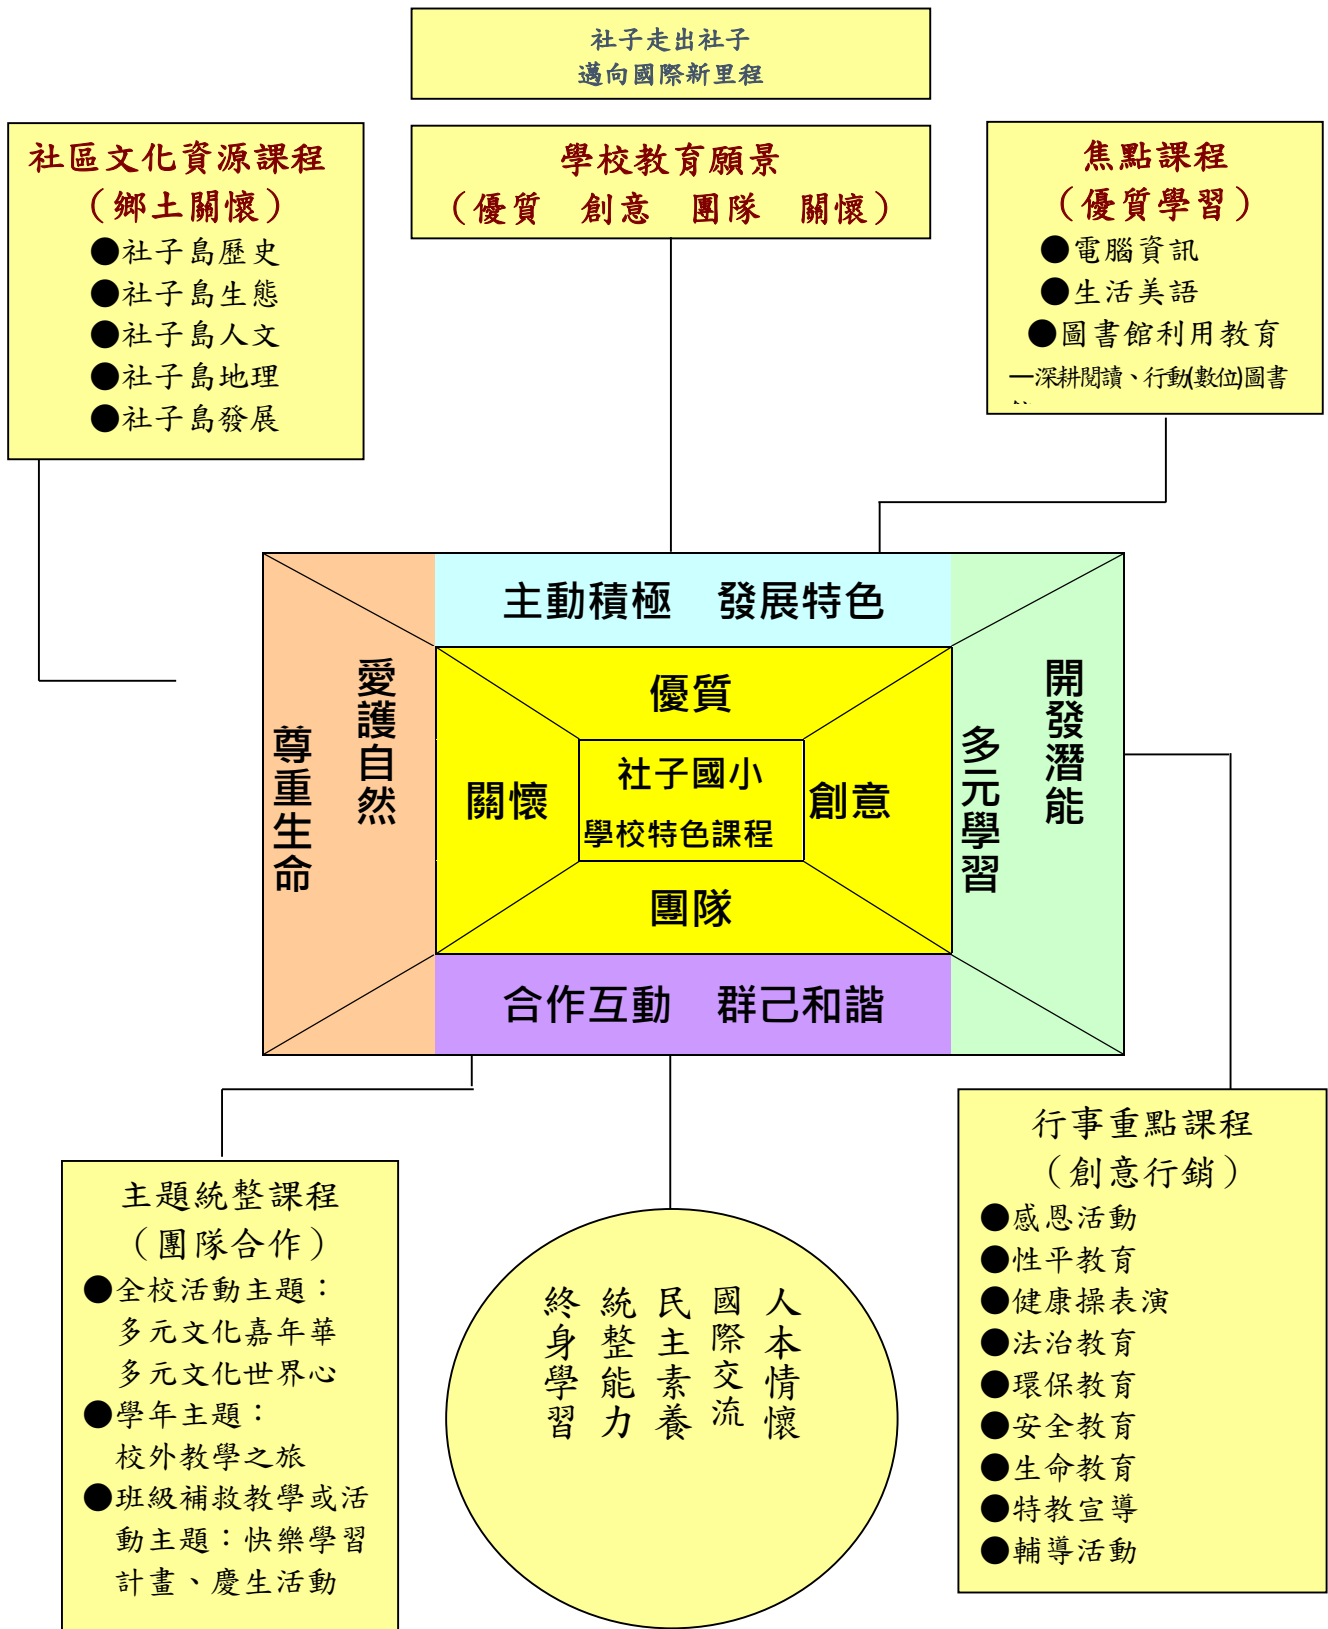 社子走出社子
邁向國際新里程
社區文化資源課程
（鄉土關懷）
●社子島歷史
●社子島生態
●社子島人文
●社子島地理
●社子島發展
學校教育願景
（優質　創意　團隊　關懷）
焦點課程
（優質學習）
●電腦資訊
●生活美語
●圖書館利用教育
—深耕閱讀、行動(數位)圖書
主動積極　發展特色
尊重生命
愛護自然
優質
關懷
社子國小
學校特色課程
創意
團隊
多元學習
開發潛能
合作互動　群己和諧
主題統整課程
（團隊合作）
●全校活動主題：
多元文化嘉年華
多元文化世界心
●學年主題：
校外教學之旅
●班級補救教學或活
動主題：快樂學習
計畫、慶生活動
人本情懷
國際交流
民主素養
統整能力
終身學習
行事重點課程
（創意行銷）
●感恩活動
●性平教育
●健康操表演
●法治教育
●環保教育
●安全教育
●生命教育
●特教宣導
●輔導活動